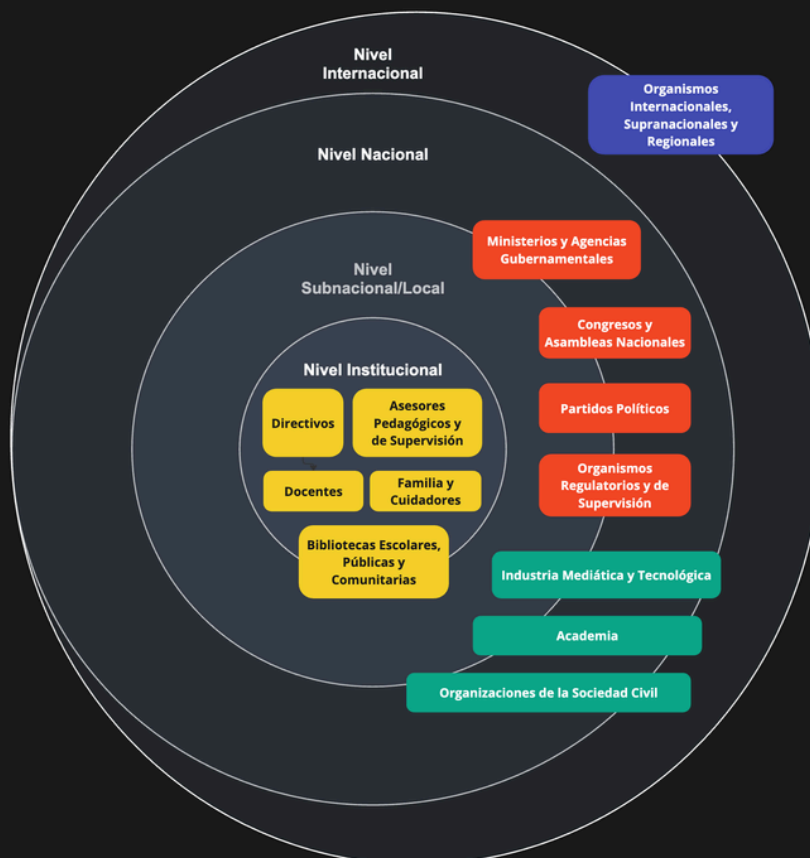 Nivel
Internacional
Organismos
Internacionales,
Supranacionales y
Regionales
Nivel Nacional
Ministerios y Agencias
Gubernamentales
Nivel
Subnacional/Local
Congresos y
Asambleas Nacionales
Nivel Institucional
Directivos
Asesores
Pedagógicos y
de Supervisión
Partidos Políticos
Docentes
Familia y
Cuidadores
Organismos
Regulatorios y de
Supervisión
Bibliotecas Escolares,
Públicas y
Comunitarias
Industria Mediática y Tecnológica
Academia
Organizaciones de la Sociedad Civil